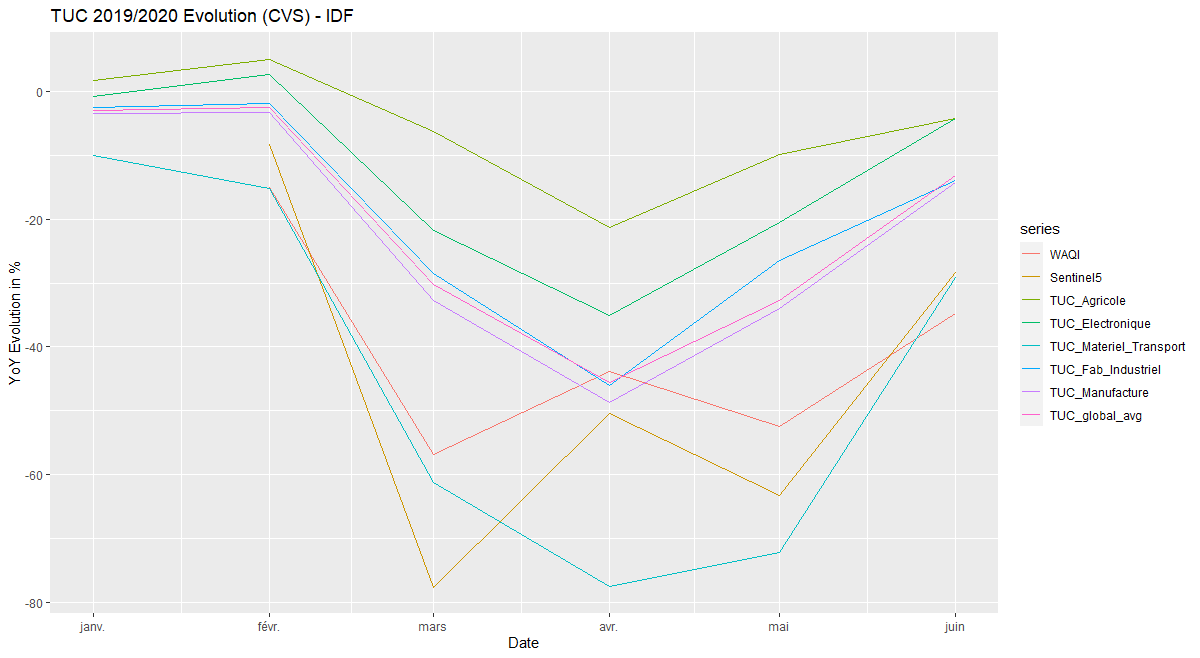 TUC 2019/2020 Evolution (CVS) - IDF
YoY Evolution in %
0
-20
-40
-60
-80
janv.
févr.
mars
avr.
mai
juin
Date
series
WAQI
Sentinel5
TUC_Agricole
TUC_Electronique
TUC_Materiel_Transport
TUC_Fab_Industriel
TUC_Manufacture
TUC_global_avg